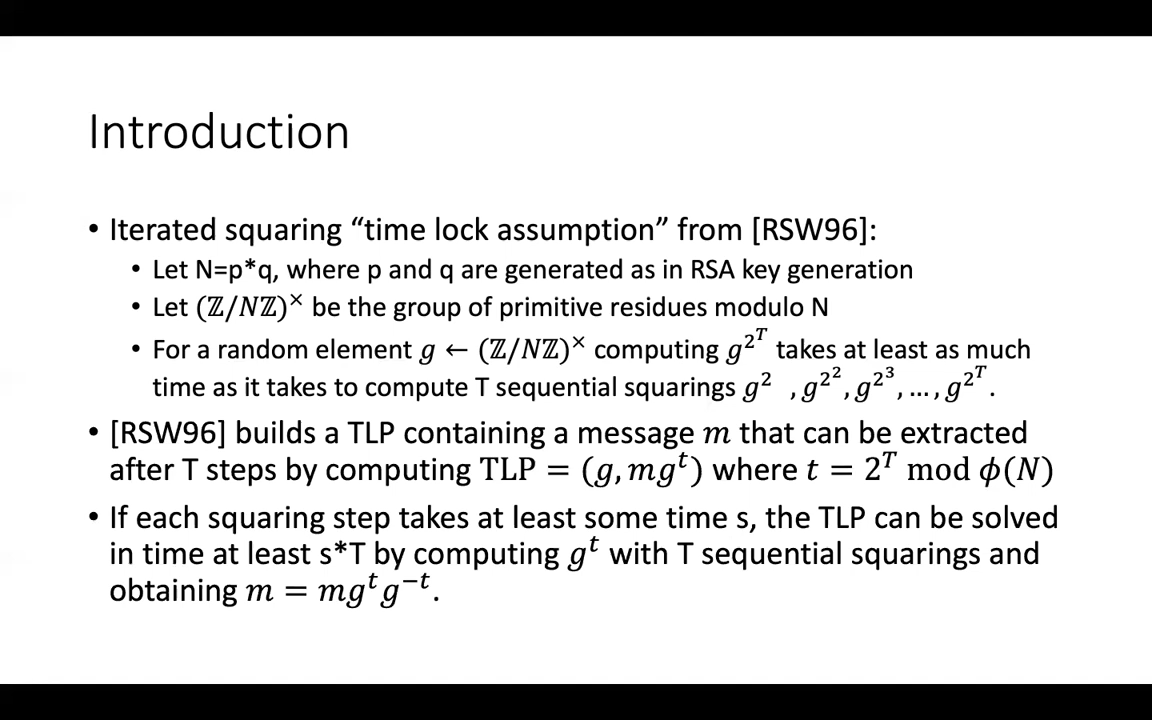 Introduction
• Iterated squaring “time lock assumption” from [RSW96]:
• Let N=p*q, where p and q are generated as in RSA key generation
• Let (ℤ/Nℤ)^× be the group of primitive residues modulo N
• For a random element g ← (ℤ/Nℤ)^× computing g^{2^T} takes at least as much
time as it takes to compute T sequential squarings g^2 , g^{2^2}, g^{2^3}, …, g^{2^T}.
• [RSW96] builds a TLP containing a message m that can be extracted
after T steps by computing TLP = (g, mg^t) where t = 2^T mod ϕ(N)
• If each squaring step takes at least some time s, the TLP can be solved
in time at least s*T by computing g^t with T sequential squarings and
obtaining m = mg^t g^{−t}.